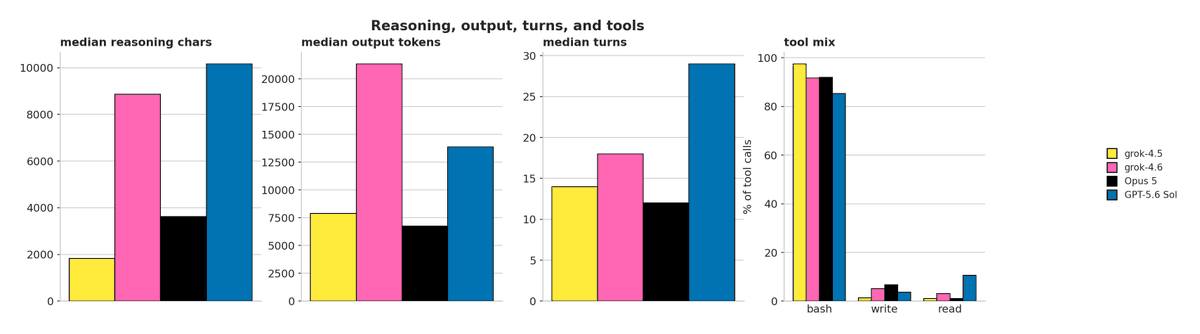 Reasoning, output, turns, and tools
median reasoning chars
10000
8000
6000
4000
2000
0
median output tokens
20000
17500
15000
12500
10000
7500
5000
2500
0
median turns
30
25
20
15
10
5
0
tool mix
% of tool calls
100
80
60
40
20
0
bash write read
grok-4.5
grok-4.6
Opus 5
GPT-5.6 Sol